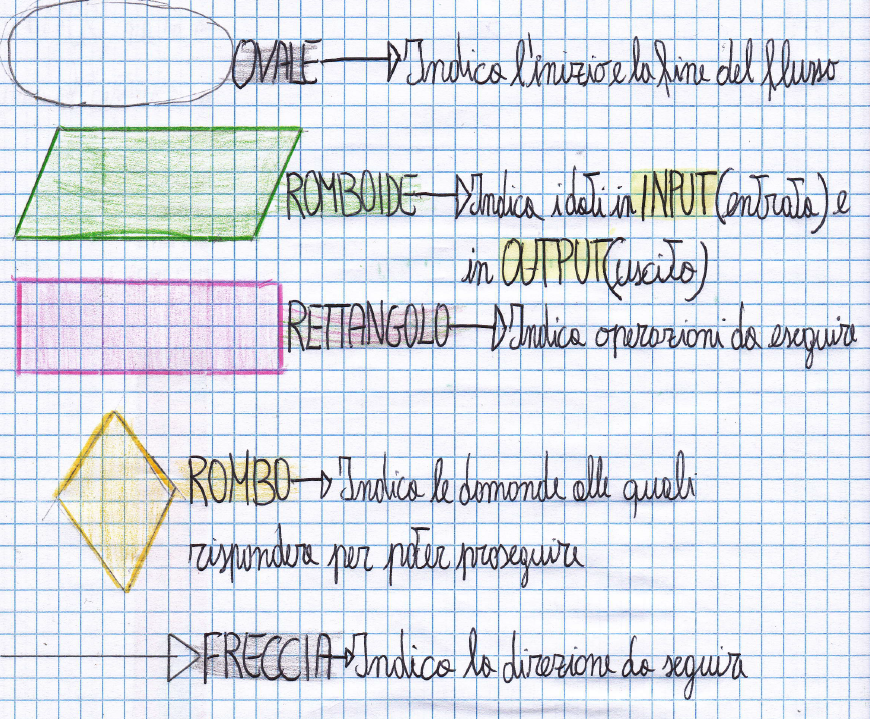 OVALE Indica l'inizio e la fine del flusso
ROMBOIDE Indica i dati in INPUT (entrata) e
in OUTPUT (uscita)
RETTANGOLO Indica operazioni da eseguire
ROMBO Indica le domande alle quali
rispondere per poter proseguire
FRECCIA Indica la direzione da seguire